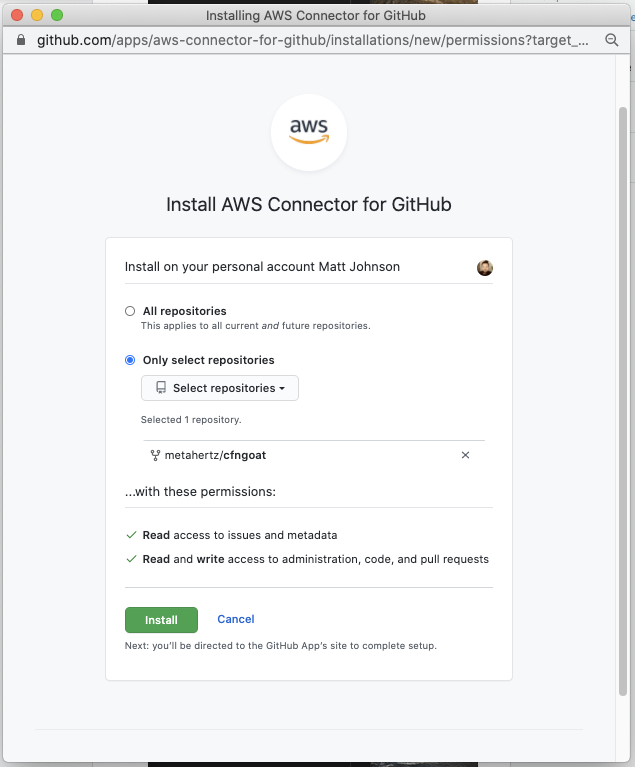 Installing AWS Connector for GitHub
github.com/apps/aws-connector-for-github/installations/new/permissions?target_...
aws
Install AWS Connector for GitHub
Install on your personal account Matt Johnson
All repositories
This applies to all current and future repositories.
Only select repositories
Select repositories
Selected 1 repository.
metahertz/cfngoat
...with these permissions:
Read access to issues and metadata
Read and write access to administration, code, and pull requests
Install Cancel
Next: you'll be directed to the GitHub App's site to complete setup.